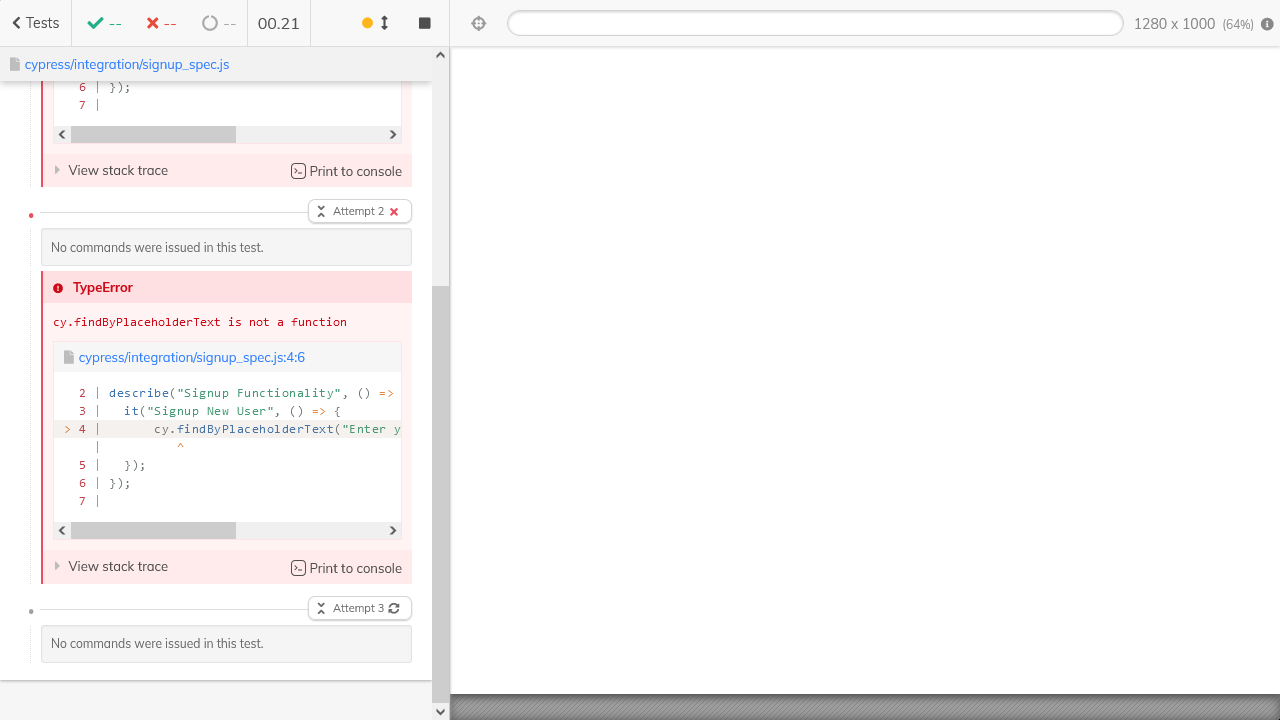 Tests -- -- -- 00.21 1280 x 1000 (64%)
cypress/integration/signup_spec.js
6 | });
7 |
View stack trace Print to console
Attempt 2
No commands were issued in this test.
TypeError
cy.findByPlaceholderText is not a function
cypress/integration/signup_spec.js:4:6
2 | describe("Signup Functionality", () =>
3 | it("Signup New User", () => {
> 4 | cy.findByPlaceholderText("Enter y
| ^
5 | });
6 | });
7 |
View stack trace Print to console
Attempt 3
No commands were issued in this test.